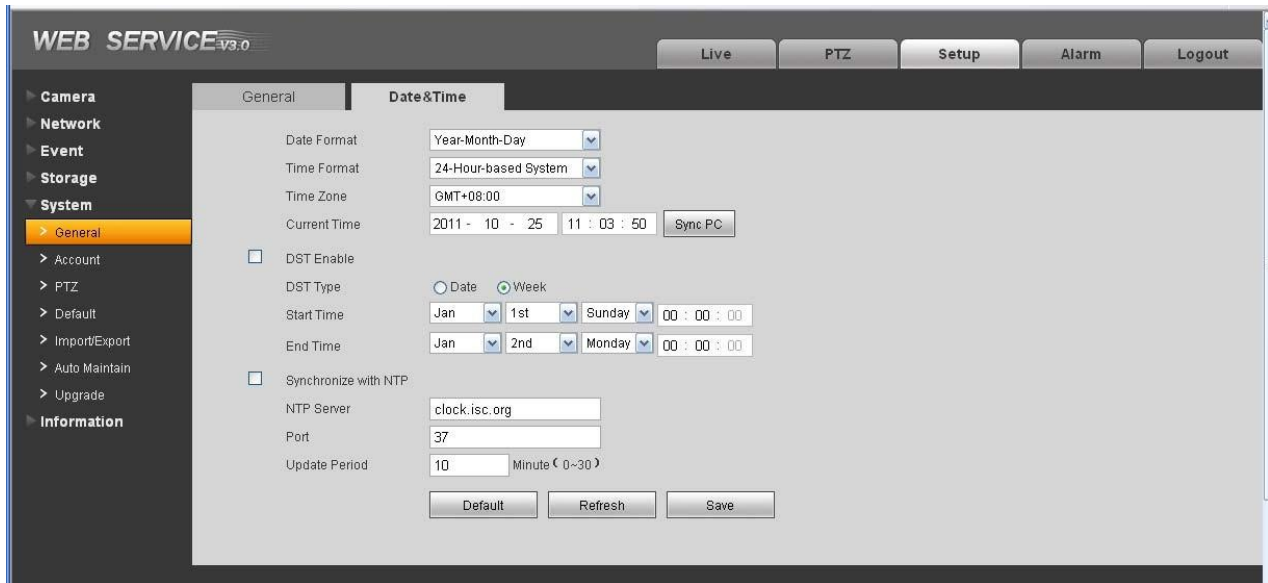 WEB SERVICE V3.0
Live PTZ Setup Alarm Logout
Camera
Network
Event
Storage
System
> General
> Account
> PTZ
> Default
> Import/Export
> Auto Maintain
> Upgrade
Information
General Date&Time
Date Format Year-Month-Day
Time Format 24-Hour-based System
Time Zone GMT+08:00
Current Time 2011 - 10 - 25 11 : 03 : 50 Sync PC
DST Enable
DST Type Date Week
Start Time Jan 1st Sunday 00 : 00 : 00
End Time Jan 2nd Monday 00 : 00 : 00
Synchronize with NTP
NTP Server clock.isc.org
Port 37
Update Period 10 Minute (0~30)
Default Refresh Save